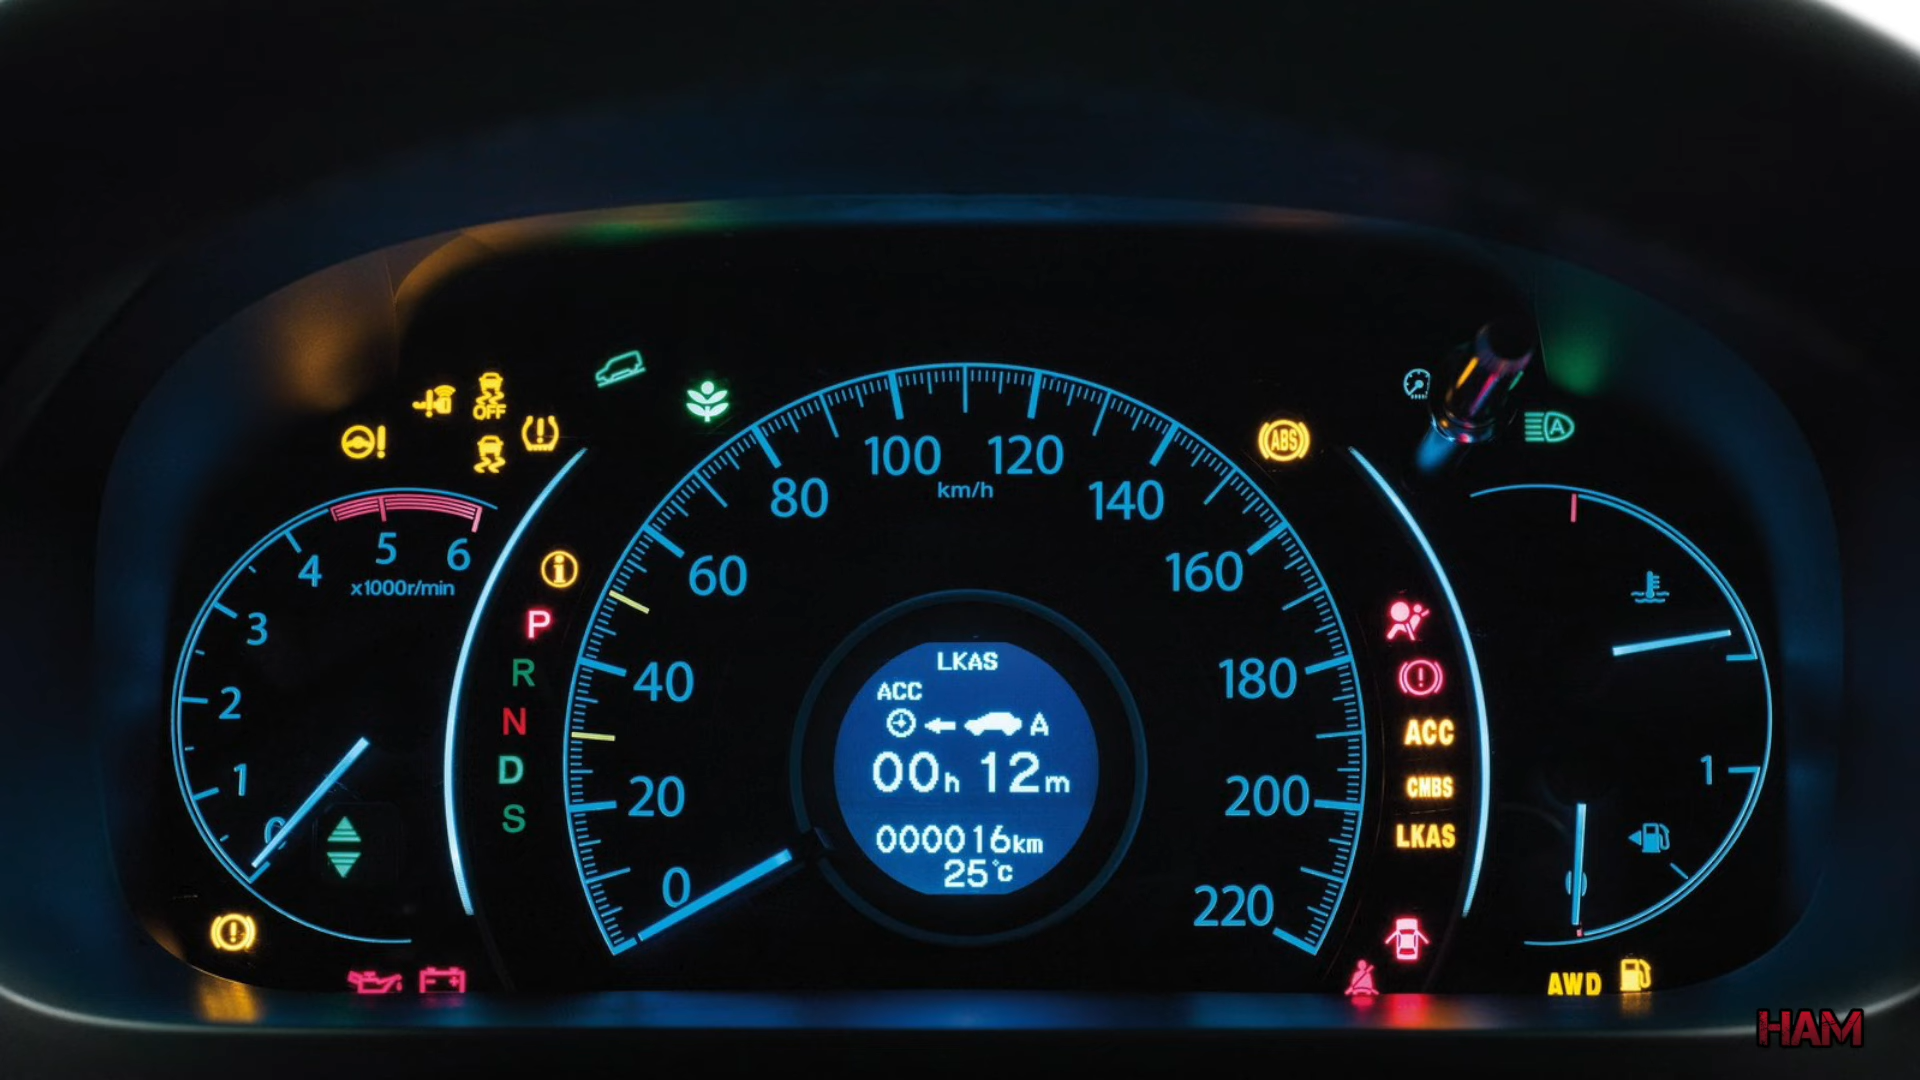 OFF
ABS
A
100 120
km/h
80
140
60
160
40
180
20
200
0
220
4
5
6
x1000r/min
3
2
1
i
P
R
N
D
S
LKAS
ACC
A
00h 12m
000016km
25°C
ACC
CMBS
LKAS
1
AWD
HAM